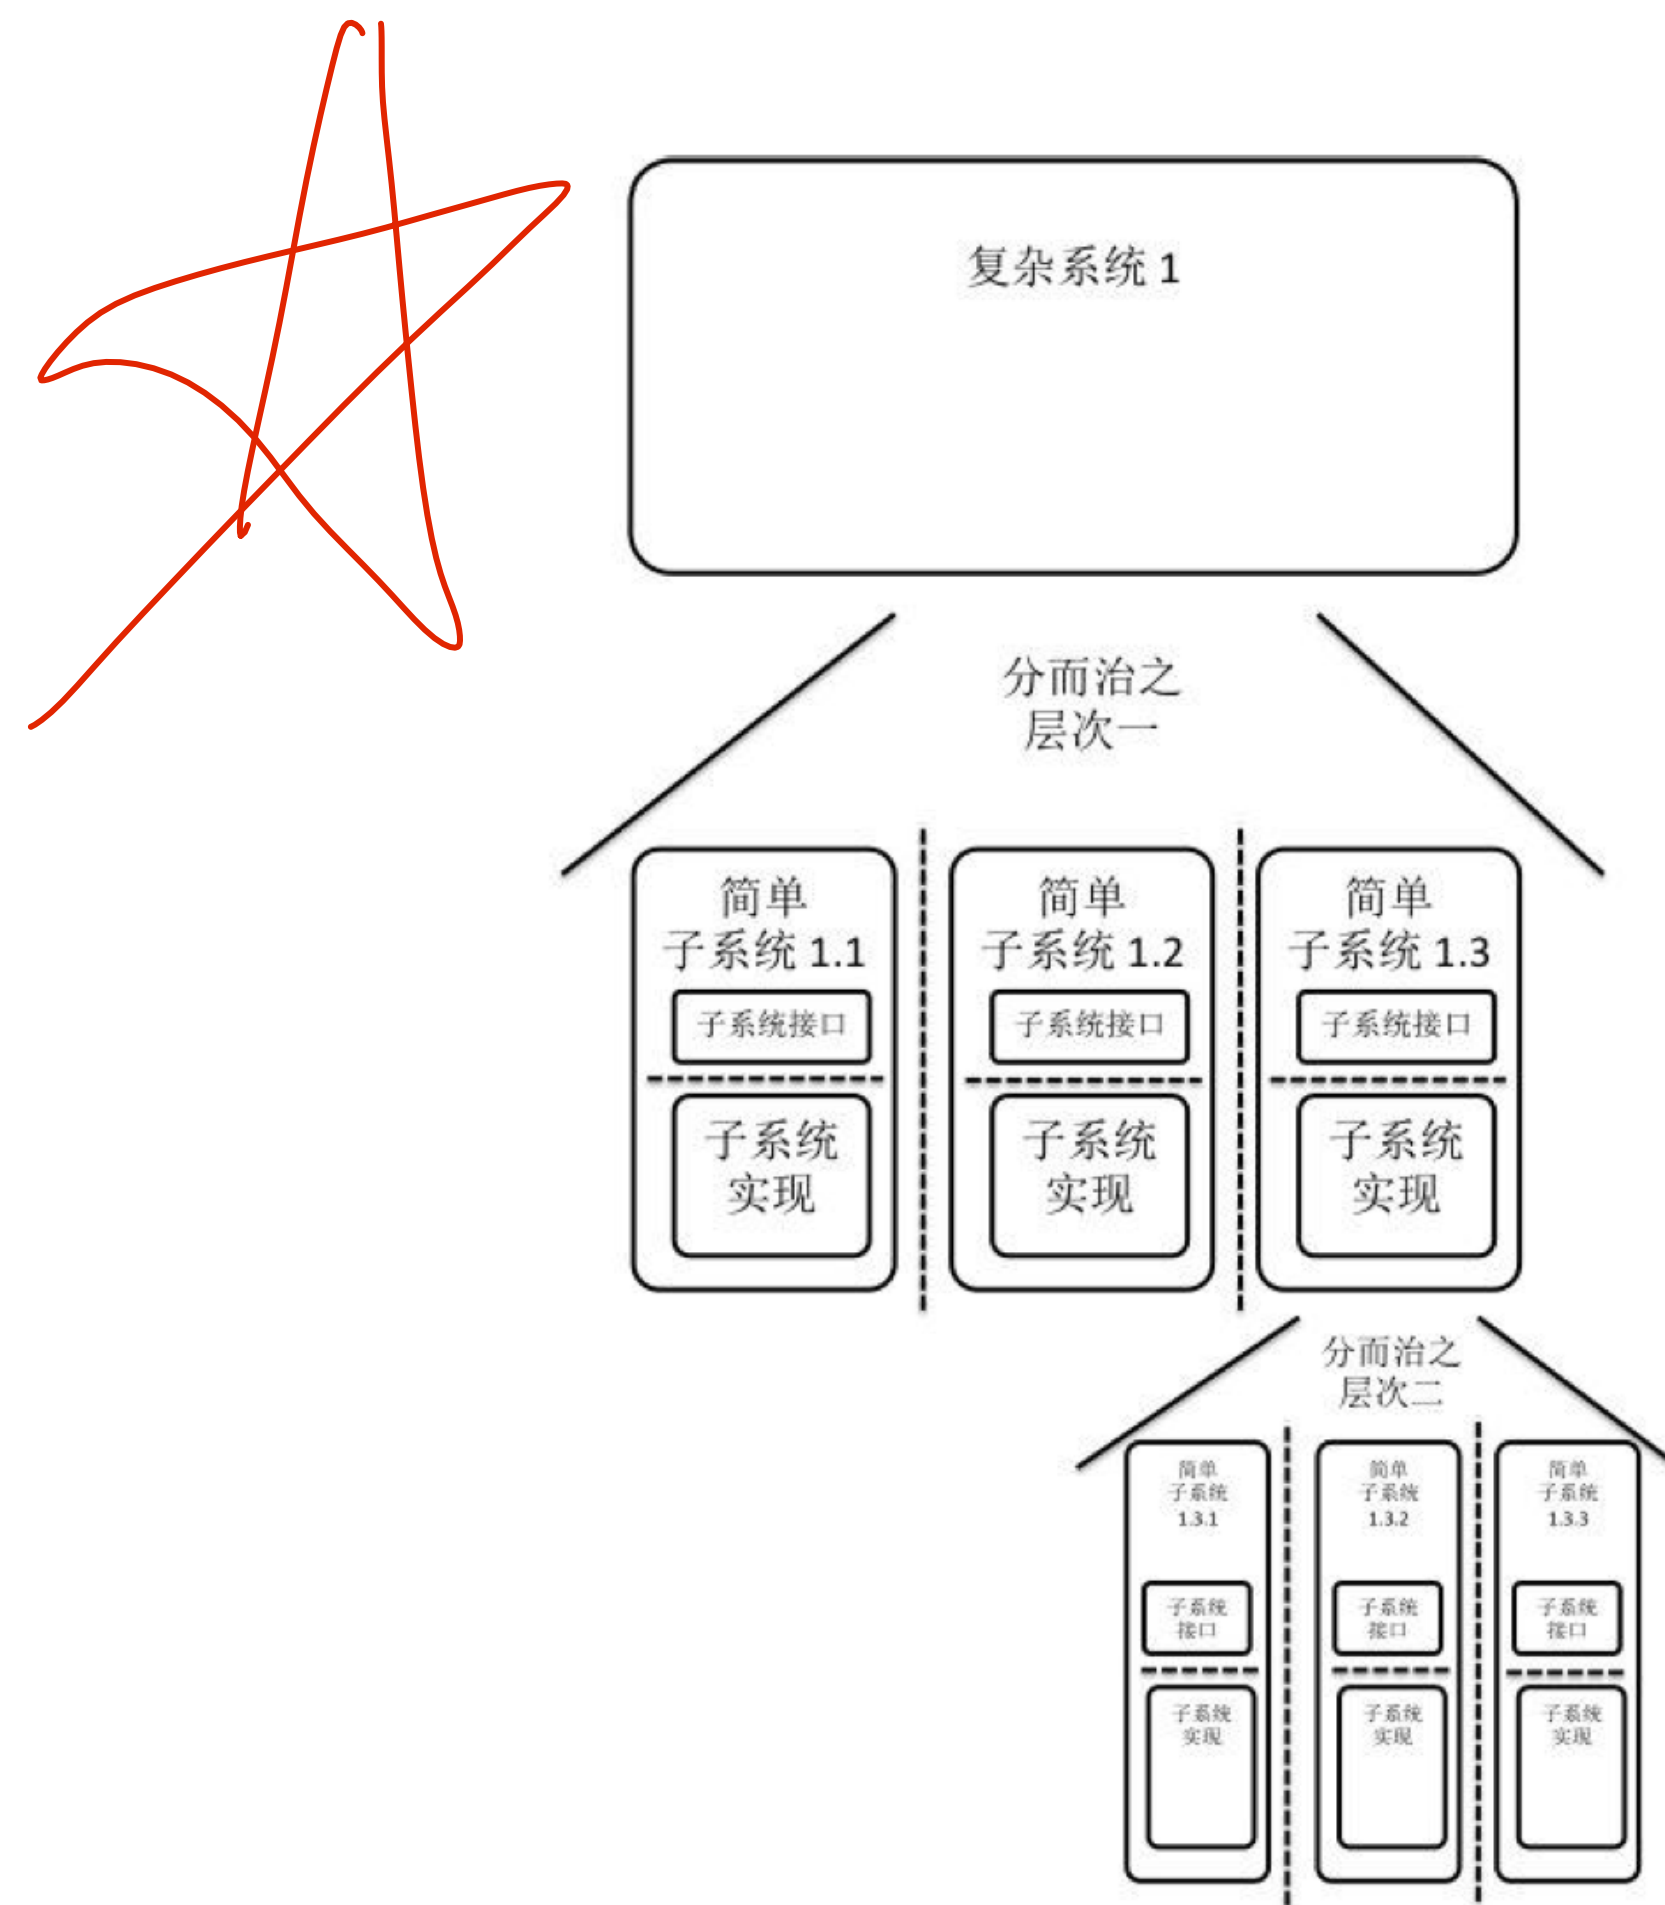 复杂系统 1
分而治之
层次一
简单
子系统 1.1
子系统接口
子系统
实现
简单
子系统 1.2
子系统接口
子系统
实现
简单
子系统 1.3
子系统接口
子系统
实现
分而治之
层次二
简单
子系统
1.3.1
子系统
接口
子系统
实现
简单
子系统
1.3.2
子系统
接口
子系统
实现
简单
子系统
1.3.3
子系统
接口
子系统
实现